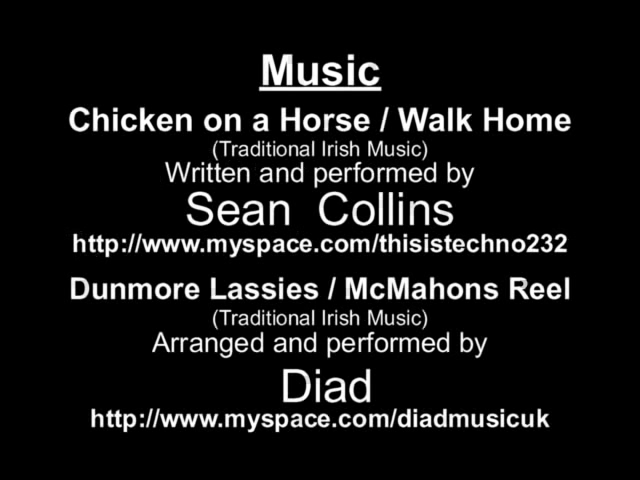 Music
Chicken on a Horse / Walk Home
(Traditional Irish Music)
Written and performed by
Sean Collins
http://www.myspace.com/thisistechno232
Dunmore Lassies / McMahons Reel
(Traditional Irish Music)
Arranged and performed by
Diad
http://www.myspace.com/diadmusicuk